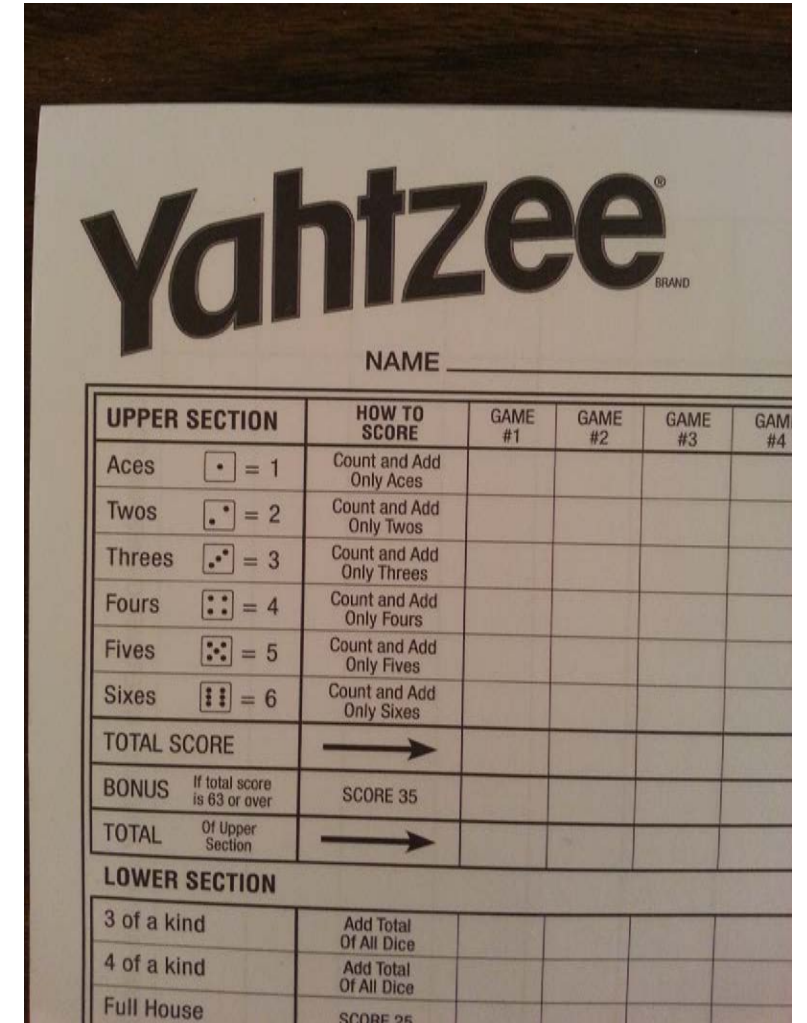 Yahtzee®
BRAND
NAME
UPPER SECTION HOW TO SCORE GAME #1 GAME #2 GAME #3 GAM #4
Aces = 1 Count and Add Only Aces
Twos = 2 Count and Add Only Twos
Threes = 3 Count and Add Only Threes
Fours = 4 Count and Add Only Fours
Fives = 5 Count and Add Only Fives
Sixes = 6 Count and Add Only Sixes
TOTAL SCORE
BONUS If total score is 63 or over SCORE 35
TOTAL Of Upper Section
LOWER SECTION
3 of a kind Add Total Of All Dice
4 of a kind Add Total Of All Dice
Full House SCORE 25